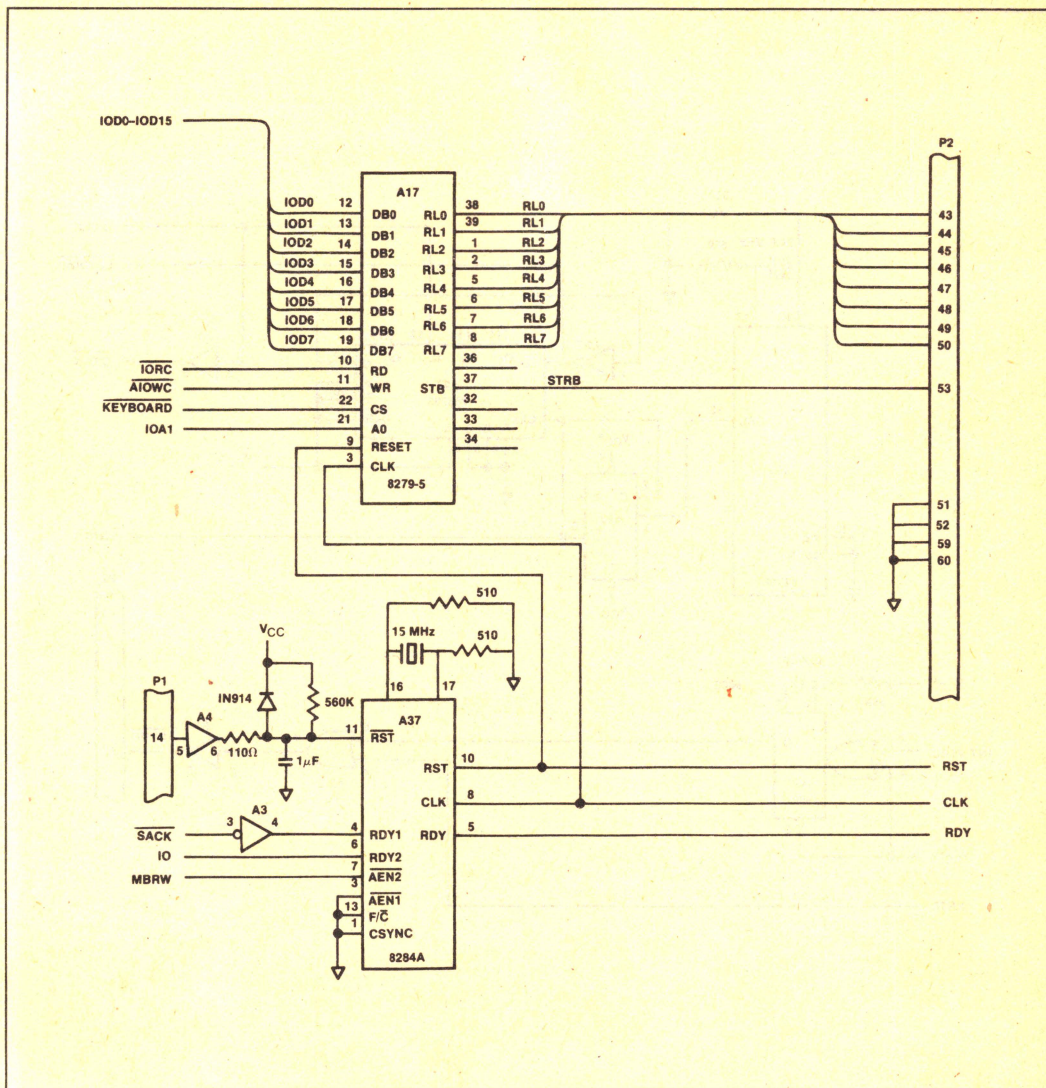 IOD0–IOD15
P2
A17
IOD0 12 DB0 RL0 38 RL0 43
IOD1 13 DB1 RL1 39 RL1 44
IOD2 14 DB2 RL2 1 RL2 45
IOD3 15 DB3 RL3 2 RL3 46
IOD4 16 DB4 RL4 5 RL4 47
IOD5 17 DB5 RL5 6 RL5 48
IOD6 18 DB6 RL6 7 RL6 49
IOD7 19 DB7 RL7 8 RL7 50
IORC 10 RD 36
AIOWC 11 WR STB 37 STRB 53
KEYBOARD 22 CS 32
IOA1 21 A0 33
9 RESET 34
3 CLK
8279-5
51
52
59
60
510
15 MHz 510
VCC
16 17
P1
IN914 560K
A37
14 5 A4 6 110Ω 1μF 11 RST
RST 10 RST
CLK 8 CLK
SACK 3 A3 4 4 RDY1 RDY 5 RDY
IO 6 RDY2
MBRW 7 AEN2
3 AEN1
13 F/C
1 CSYNC
8284A